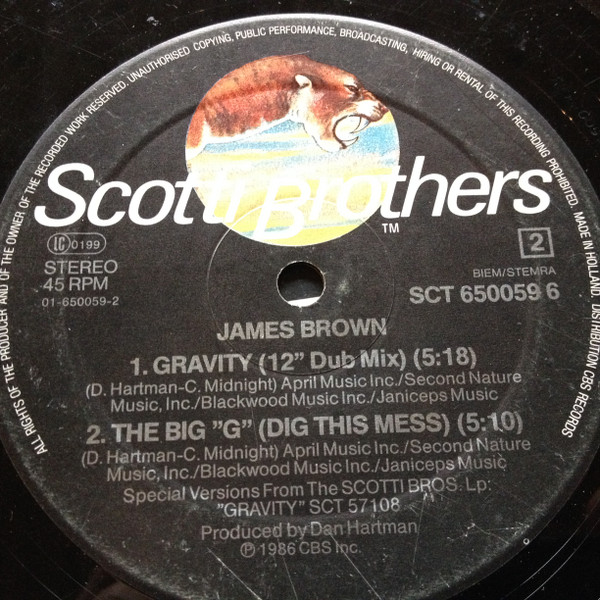 ALL RIGHTS OF THE PRODUCER AND OF THE OWNER OF THE RECORDED WORK RESERVED. UNAUTHORISED COPYING, PUBLIC PERFORMANCE, BROADCASTING, HIRING OR RENTAL OF THIS RECORDING PROHIBITED. MADE IN HOLLAND. DISTRIBUTION CBS RECORDS
Scotti Brothers
TM
LC 0199
STEREO
45 RPM
01-650059-2
2
BIEM/STEMRA
SCT 650059 6
JAMES BROWN
1. GRAVITY (12" Dub Mix) (5:18)
(D. Hartman-C. Midnight) April Music Inc./Second Nature
Music, Inc./Blackwood Music Inc./Janiceps Music
2. THE BIG "G" (DIG THIS MESS) (5:10)
(D. Hartman-C. Midnight) April Music Inc./Second Nature
Music, Inc./Blackwood Music Inc./Janiceps Music
Special Versions From The SCOTTI BROS. Lp:
"GRAVITY" SCT 57108
Produced by Dan Hartman
℗ 1986 CBS Inc.